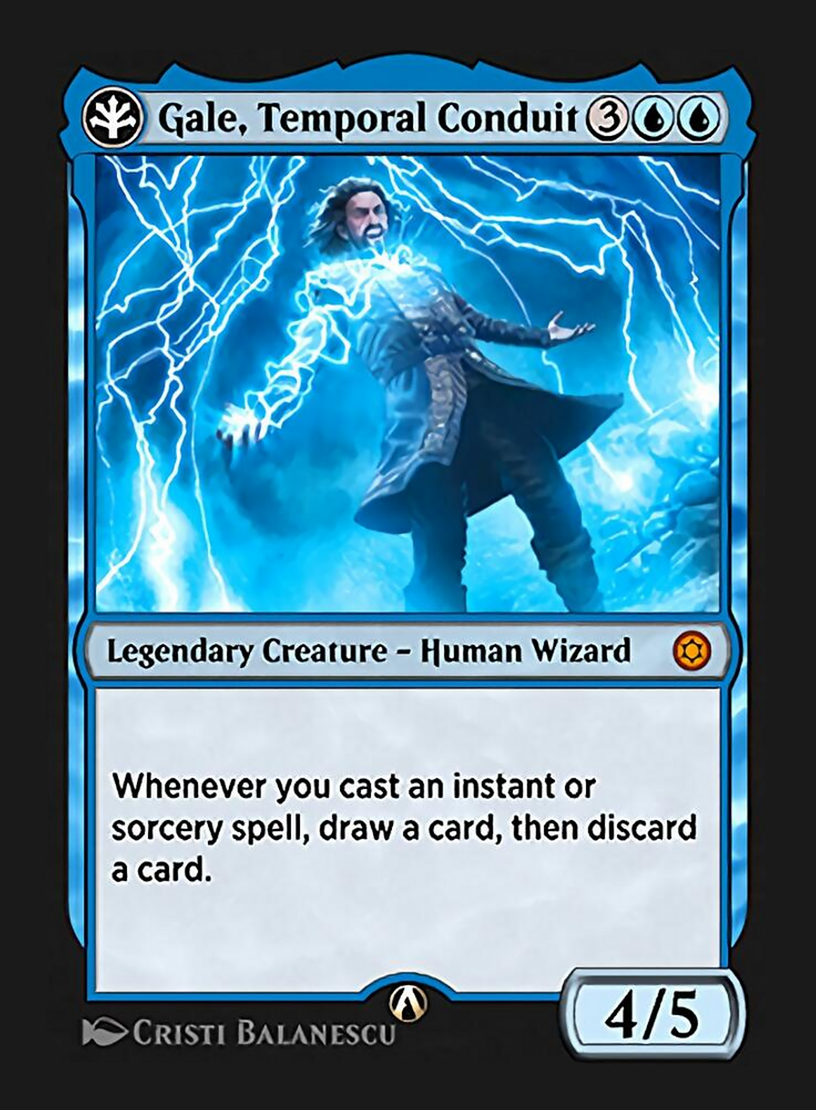 Gale, Temporal Conduit 3
Legendary Creature – Human Wizard
Whenever you cast an instant or
sorcery spell, draw a card, then discard
a card.
4/5
Cristi Balanescu